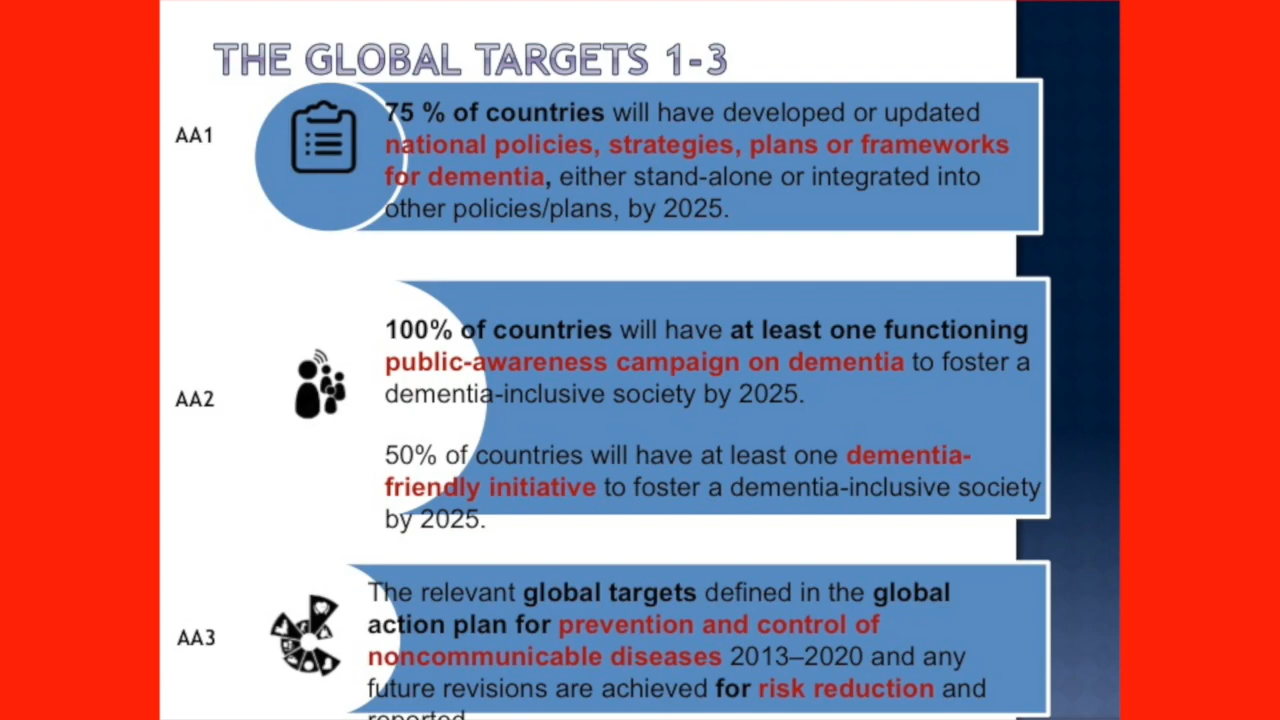 THE GLOBAL TARGETS 1-3
AA1
75 % of countries will have developed or updated
national policies, strategies, plans or frameworks
for dementia, either stand-alone or integrated into
other policies/plans, by 2025.
AA2
100% of countries will have at least one functioning
public-awareness campaign on dementia to foster a
dementia-inclusive society by 2025.
50% of countries will have at least one dementia-
friendly initiative to foster a dementia-inclusive society
by 2025.
AA3
The relevant global targets defined in the global
action plan for prevention and control of
noncommunicable diseases 2013–2020 and any
future revisions are achieved for risk reduction and
reported